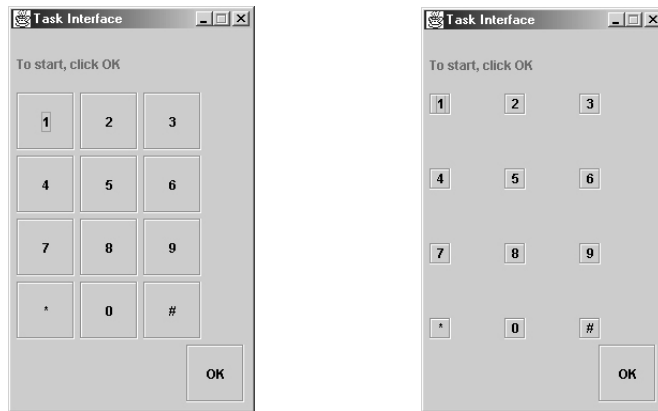 Task Interface
To start, click OK
1 2 3
4 5 6
7 8 9
* 0 #
OK
Task Interface
To start, click OK
1 2 3
4 5 6
7 8 9
* 0 #
OK